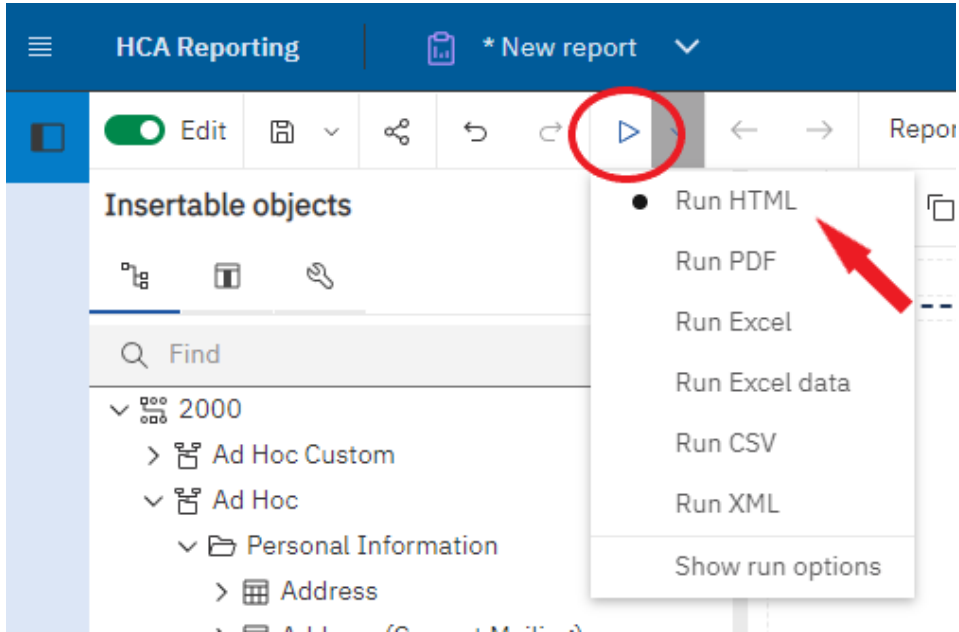 HCA Reporting
* New report
Edit
Repor
Insertable objects
Find
2000
Ad Hoc Custom
Ad Hoc
Personal Information
Address
Run HTML
Run PDF
Run Excel
Run Excel data
Run CSV
Run XML
Show run options